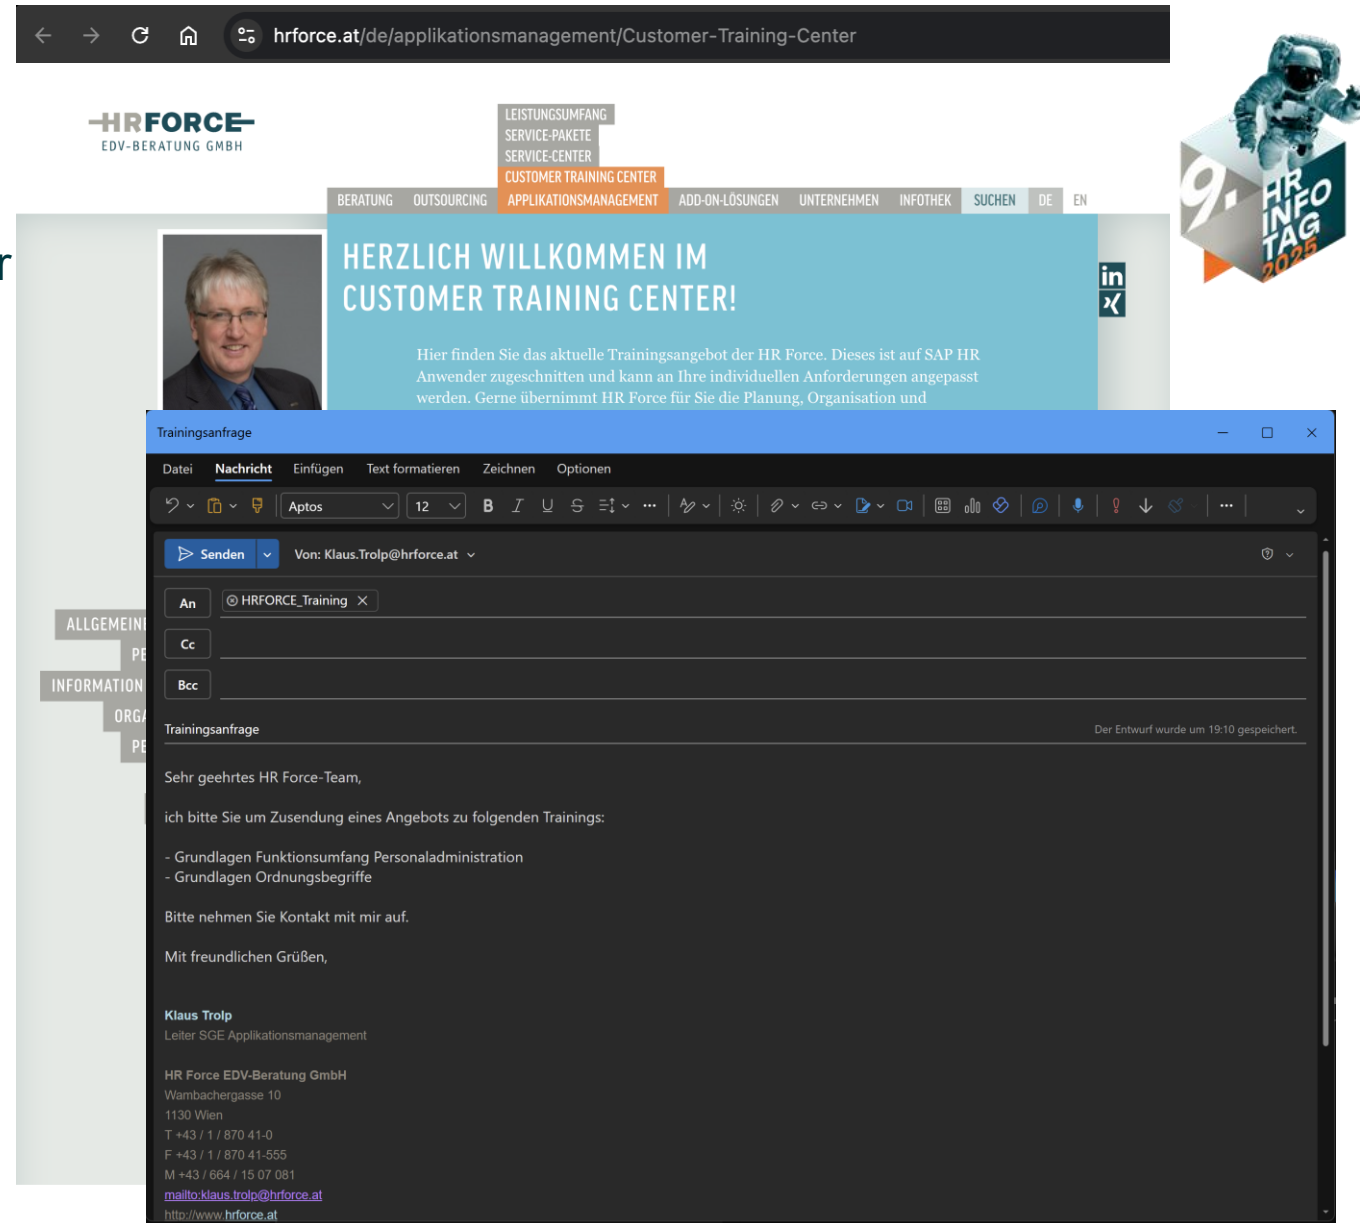 hrforce.at/de/applikationsmanagement/Customer-Training-Center
HRFORCE
EDV-BERATUNG GMBH
LEISTUNGSUMFANG
SERVICE-PAKETE
SERVICE-CENTER
CUSTOMER TRAINING CENTER
BERATUNG OUTSOURCING APPLIKATIONSMANAGEMENT ADD-ON-LÖSUNGEN UNTERNEHMEN INFOTHEK SUCHEN DE EN
9.
HR
INFO
TAG
2025
r
HERZLICH WILLKOMMEN IM
CUSTOMER TRAINING CENTER!
in
Hier finden Sie das aktuelle Trainingsangebot der HR Force. Dieses ist auf SAP HR
Anwender zugeschnitten und kann an Ihre individuellen Anforderungen angepasst
werden. Gerne übernimmt HR Force für Sie die Planung, Organisation und
ALLGEMEINE
PE
INFORMATION
ORGA
PE
Trainingsanfrage
Datei Nachricht Einfügen Text formatieren Zeichnen Optionen
Aptos 12 B I U S
Senden Von: Klaus.Trolp@hrforce.at
An HRFORCE_Training
Cc
Bcc
Trainingsanfrage Der Entwurf wurde um 19:10 gespeichert.
Sehr geehrtes HR Force-Team,
ich bitte Sie um Zusendung eines Angebots zu folgenden Trainings:
- Grundlagen Funktionsumfang Personaladministration
- Grundlagen Ordnungsbegriffe
Bitte nehmen Sie Kontakt mit mir auf.
Mit freundlichen Grüßen,
Klaus Trolp
Leiter SGE Applikationsmanagement
HR Force EDV-Beratung GmbH
Wambachergasse 10
1130 Wien
T +43 / 1 / 870 41-0
F +43 / 1 / 870 41-555
M +43 / 664 / 15 07 081
mailto:klaus.trolp@hrforce.at
http://www.hrforce.at